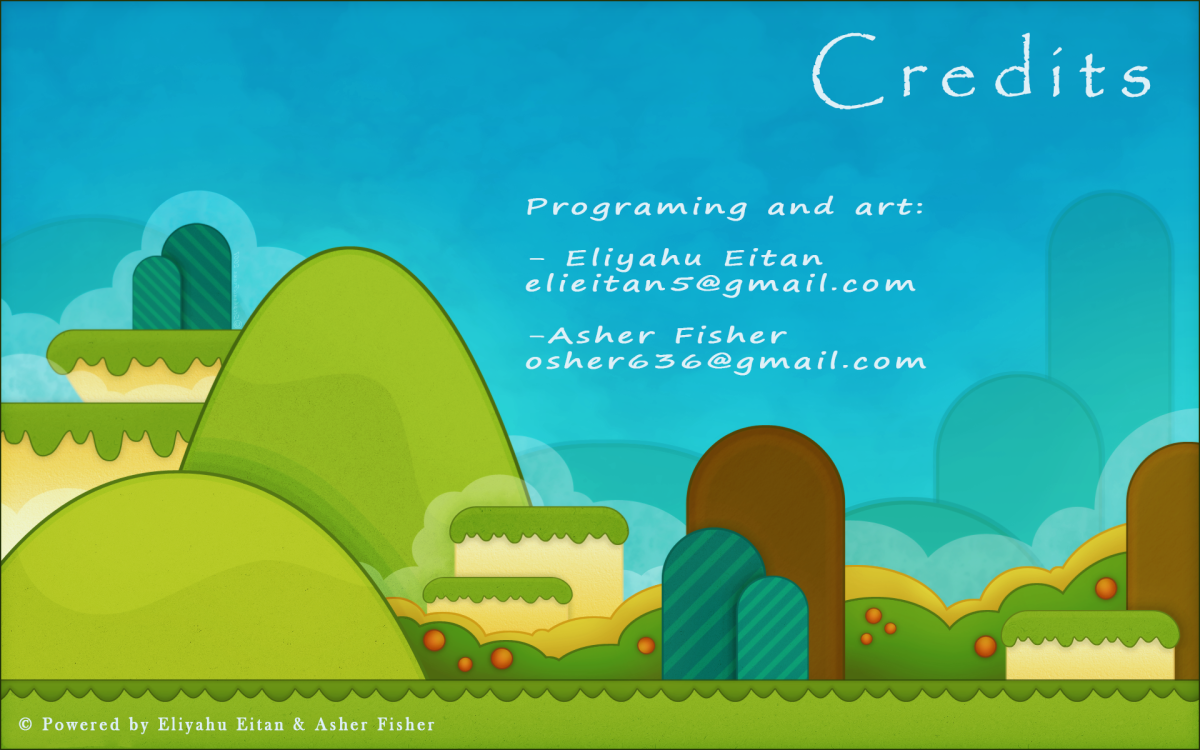 Credits
Programing and art:
- Eliyahu Eitan
elieitan5@gmail.com
-Asher Fisher
osher636@gmail.com
© Powered by Eliyahu Eitan & Asher Fisher